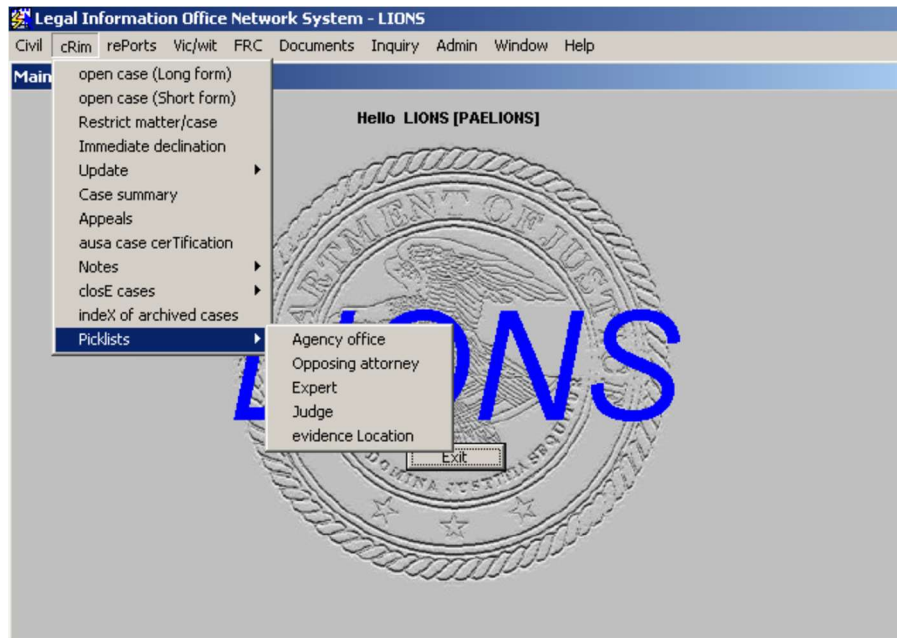 Legal Information Office Network System - LIONS
Civil cRim rePorts Vic/wit FRC Documents Inquiry Admin Window Help
Main
open case (Long form)
open case (Short form)
Restrict matter/case
Immediate declination
Update
Case summary
Appeals
ausa case cerTification
Notes
closE cases
indeX of archived cases
Picklists
Agency office
Opposing attorney
Expert
Judge
evidence Location
Hello LIONS [PAELIONS]
LIONS
Exit